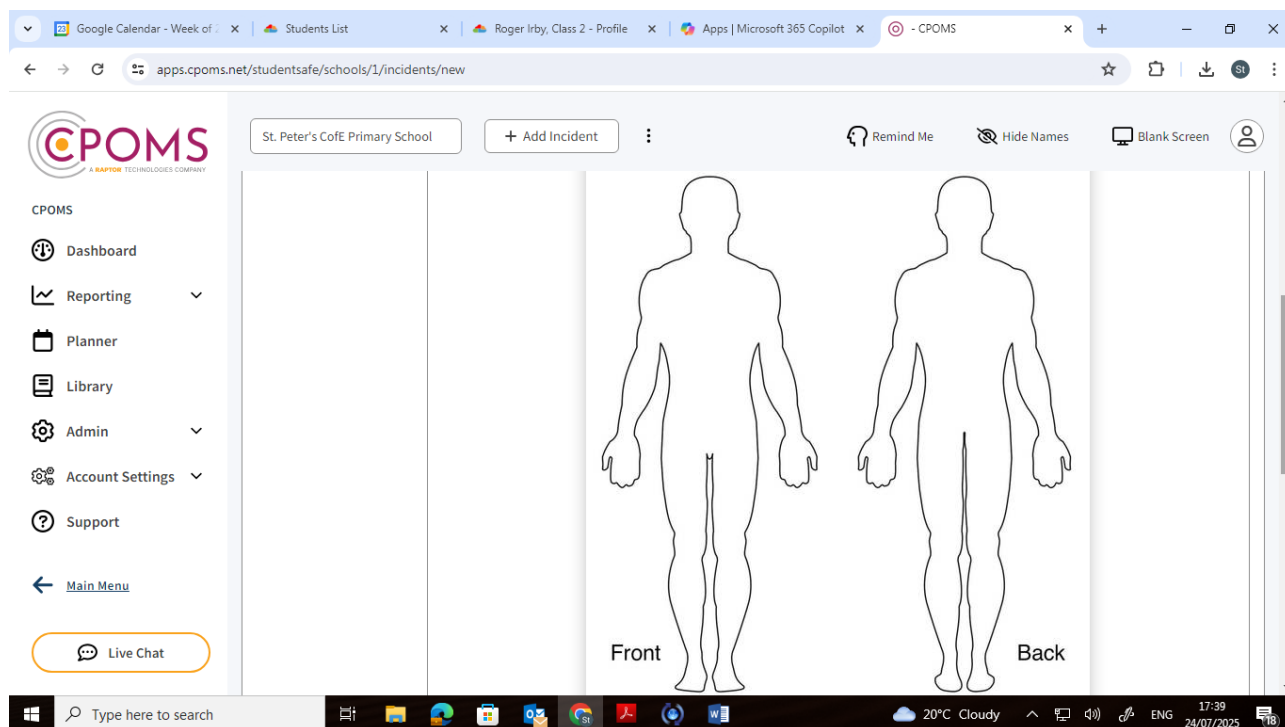 Google Calendar - Week of 2
Students List
Roger Irby, Class 2 - Profile
Apps | Microsoft 365 Copilot
- CPOMS
apps.cpoms.net/studentsafe/schools/1/incidents/new
St
CPOMS
A RAPTOR TECHNOLOGIES COMPANY
St. Peter's CofE Primary School
+ Add Incident
Remind Me
Hide Names
Blank Screen
CPOMS
Dashboard
Reporting
Planner
Library
Admin
Account Settings
Support
Main Menu
Live Chat
Front
Back
Type here to search
20°C Cloudy
ENG
17:39
24/07/2025